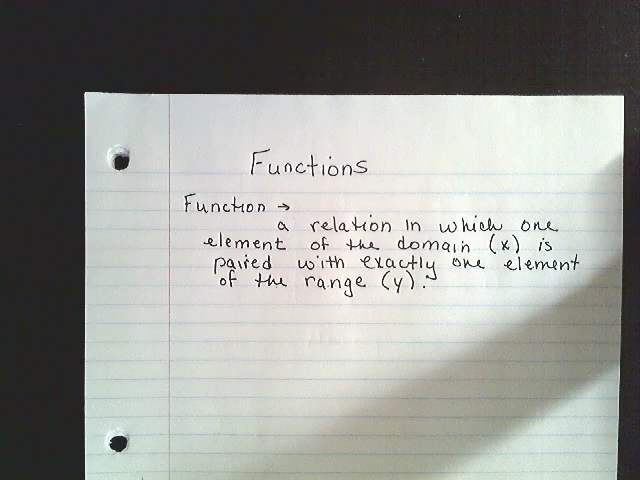 Functions
Function →
a relation in which one
element of the domain (x) is
paired with exactly one element
of the range (y).